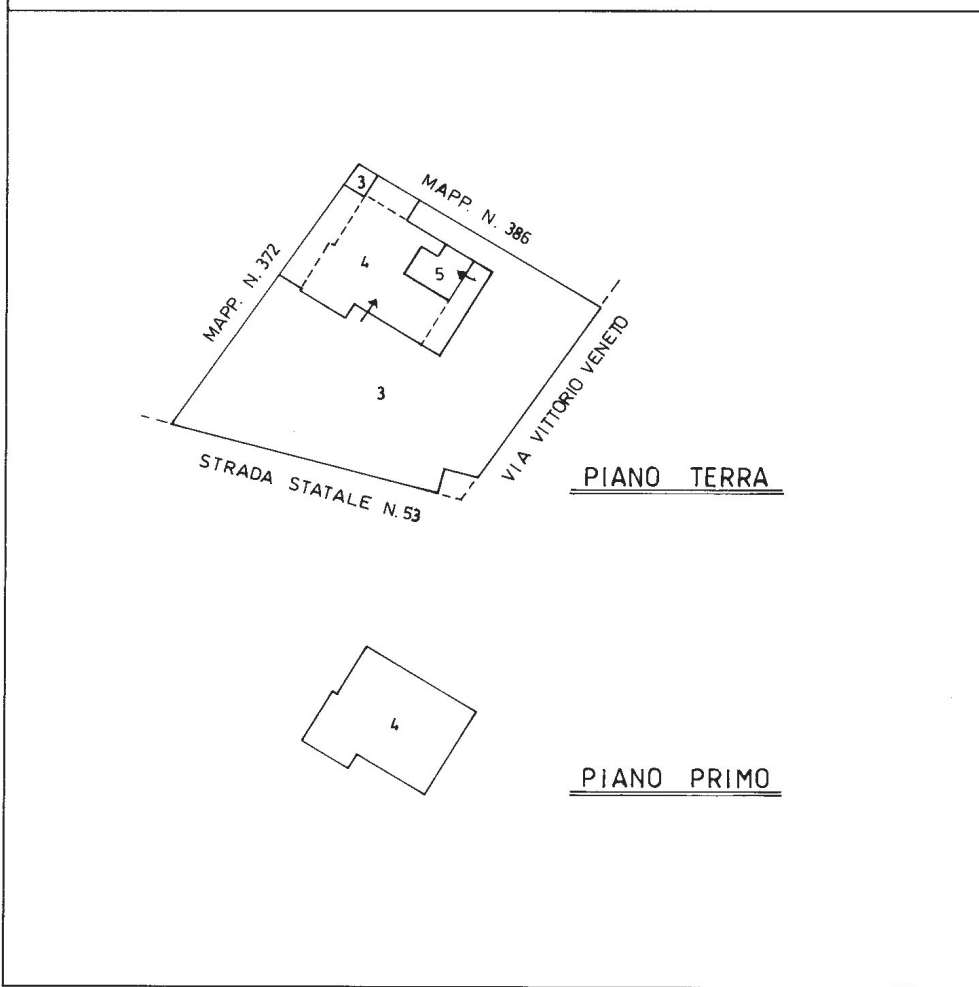 3
MAPP. N. 386
MAPP. N. 372
4
5
3
VIA VITTORIO VENETO
STRADA STATALE N. 53
PIANO TERRA
4
PIANO PRIMO